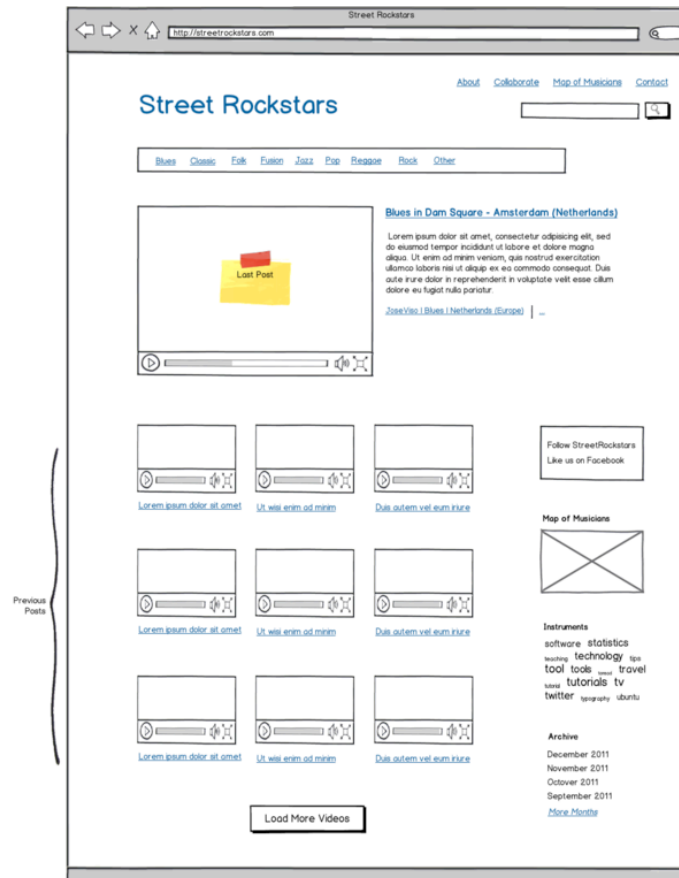 Street Rockstars
http://streetrockstars.com
About Collaborate Map of Musicians Contact
Street Rockstars
Blues Classic Folk Fusion Jazz Pop Reggae Rock Other
Last Post
Blues in Dam Square - Amsterdam (Netherlands)
Lorem ipsum dolor sit amet, consectetur adipisicing elit, sed
do eiusmod tempor incididunt ut labore et dolore magna
aliqua. Ut enim ad minim veniam, quis nostrud exercitation
ullamco laboris nisi ut aliquip ex ea commodo consequat. Duis
aute irure dolor in reprehenderit in voluptate velit esse cillum
dolore eu fugiat nulla pariatur.
JoseViso | Blues | Netherlands (Europe) | ...
Previous
Posts
Lorem ipsum dolor sit amet
Ut wisi enim ad minim
Duis autem vel eum iriure
Lorem ipsum dolor sit amet
Ut wisi enim ad minim
Duis autem vel eum iriure
Lorem ipsum dolor sit amet
Ut wisi enim ad minim
Duis autem vel eum iriure
Load More Videos
Follow StreetRockstars
Like us on Facebook
Map of Musicians
Instruments
software statistics
teaching technology tips
tool tools travel
tutorial tutorials tv
twitter typography ubuntu
Archive
December 2011
November 2011
Octover 2011
September 2011
More Months